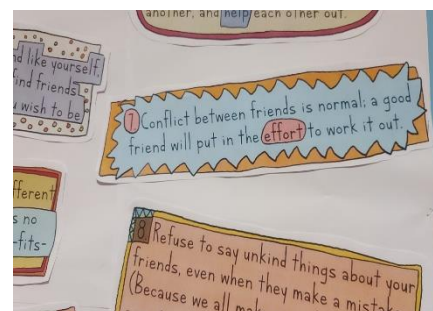 another, and help each other out.
nd like yourself.
find friends
u wish to be
7 Conflict between friends is normal; a good
friend will put in the effort to work it out.
fferent
s no
-fits-
8 Refuse to say unkind things about your
friends, even when they make a mistak
(Because we all mak